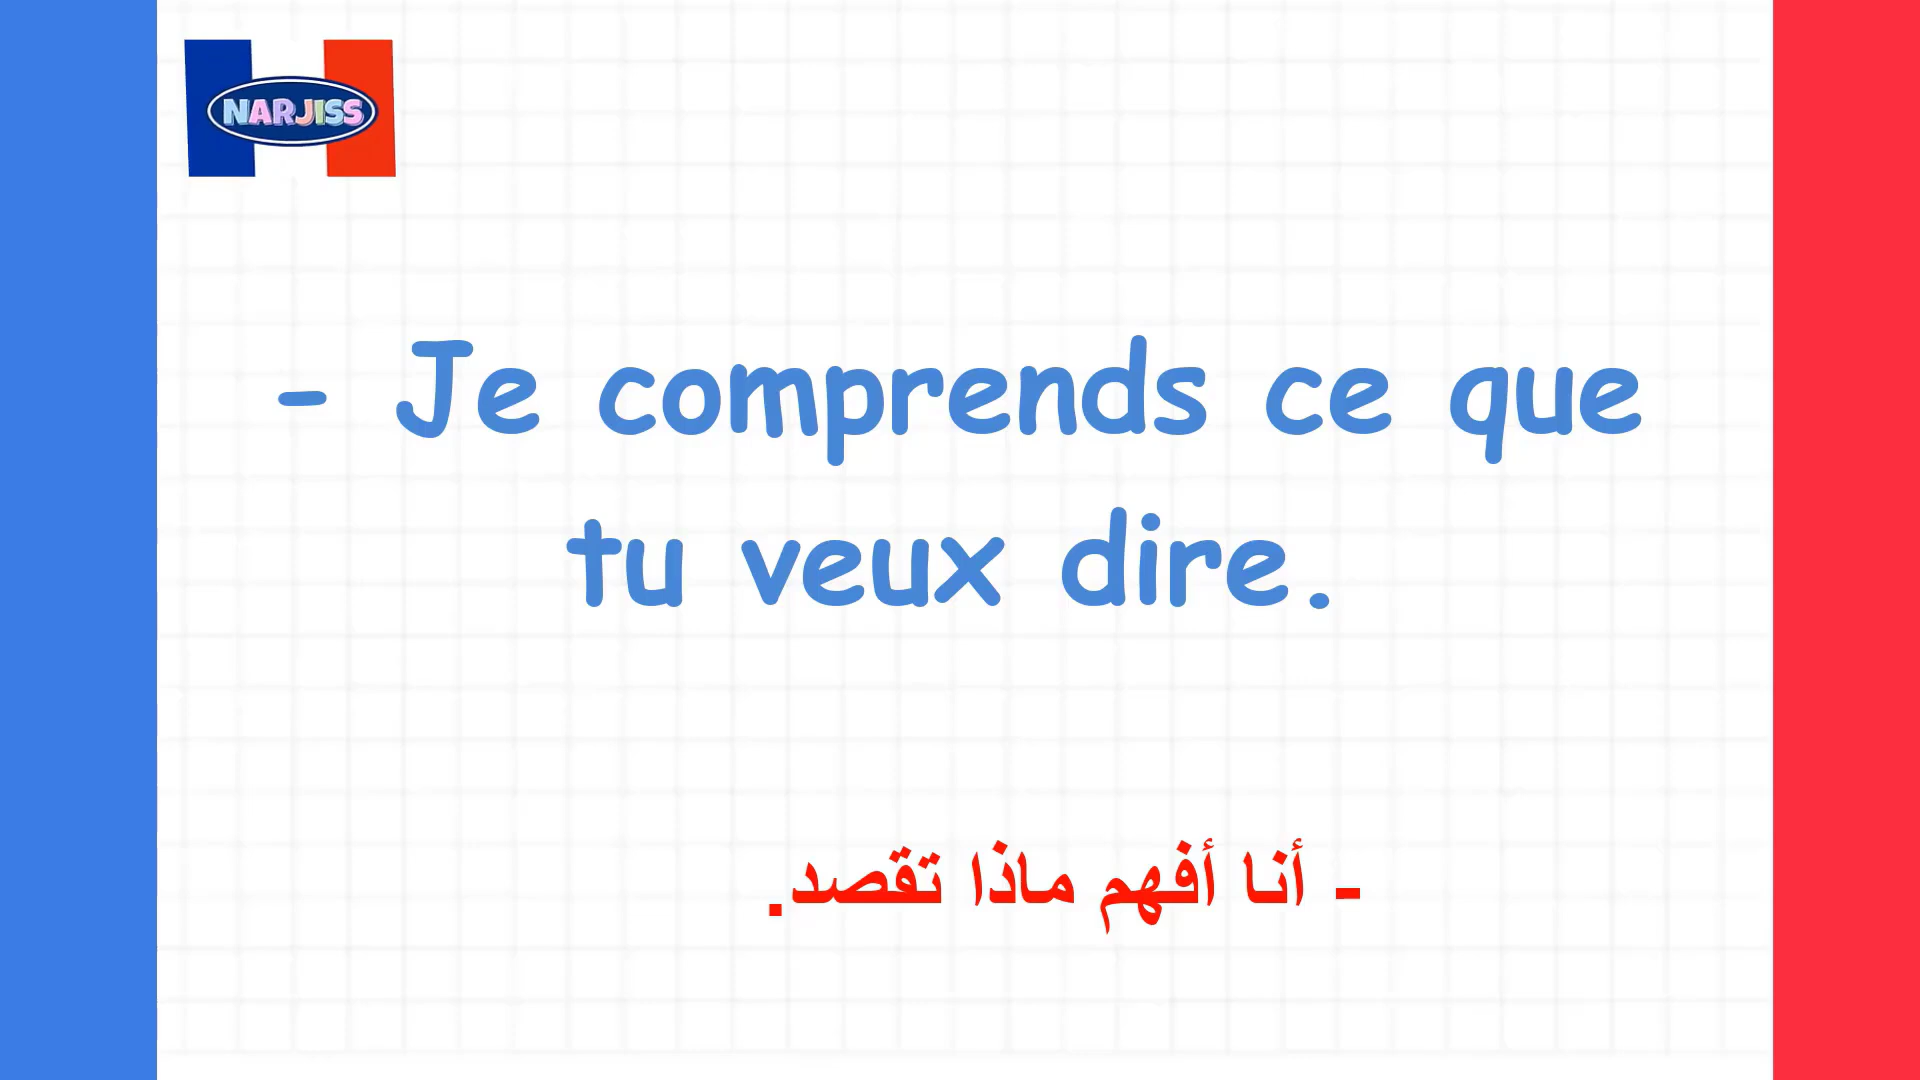 NARJISS
- Je comprends ce que
tu veux dire.
- أنا أفهم ماذا تقصد.